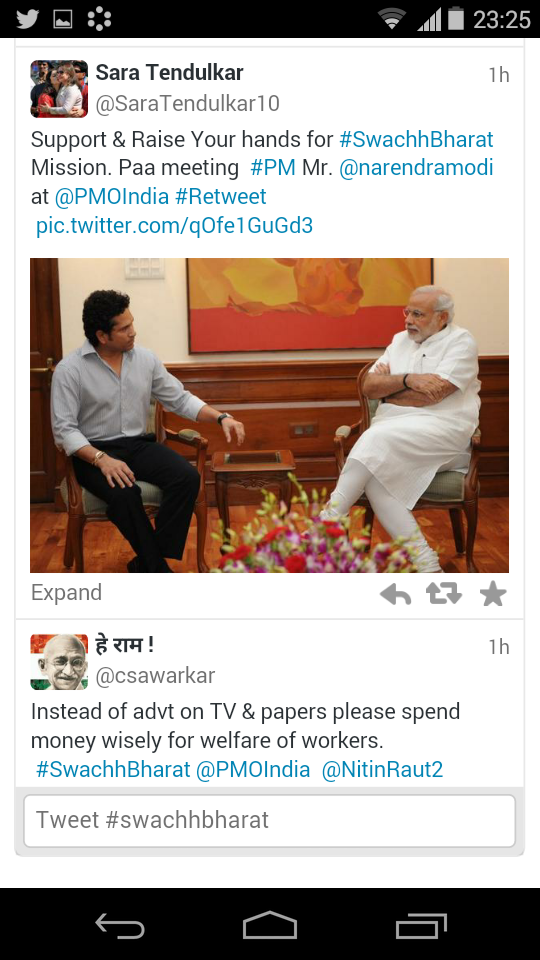 23:25
Sara Tendulkar 1h
@SaraTendulkar10
Support & Raise Your hands for #SwachhBharat
Mission. Paa meeting #PM Mr. @narendramodi
at @PMOIndia #Retweet
pic.twitter.com/qOfe1GuGd3
Expand
हे राम ! 1h
@csawarkar
Instead of advt on TV & papers please spend
money wisely for welfare of workers.
#SwachhBharat @PMOIndia @NitinRaut2
Tweet #swachhbharat